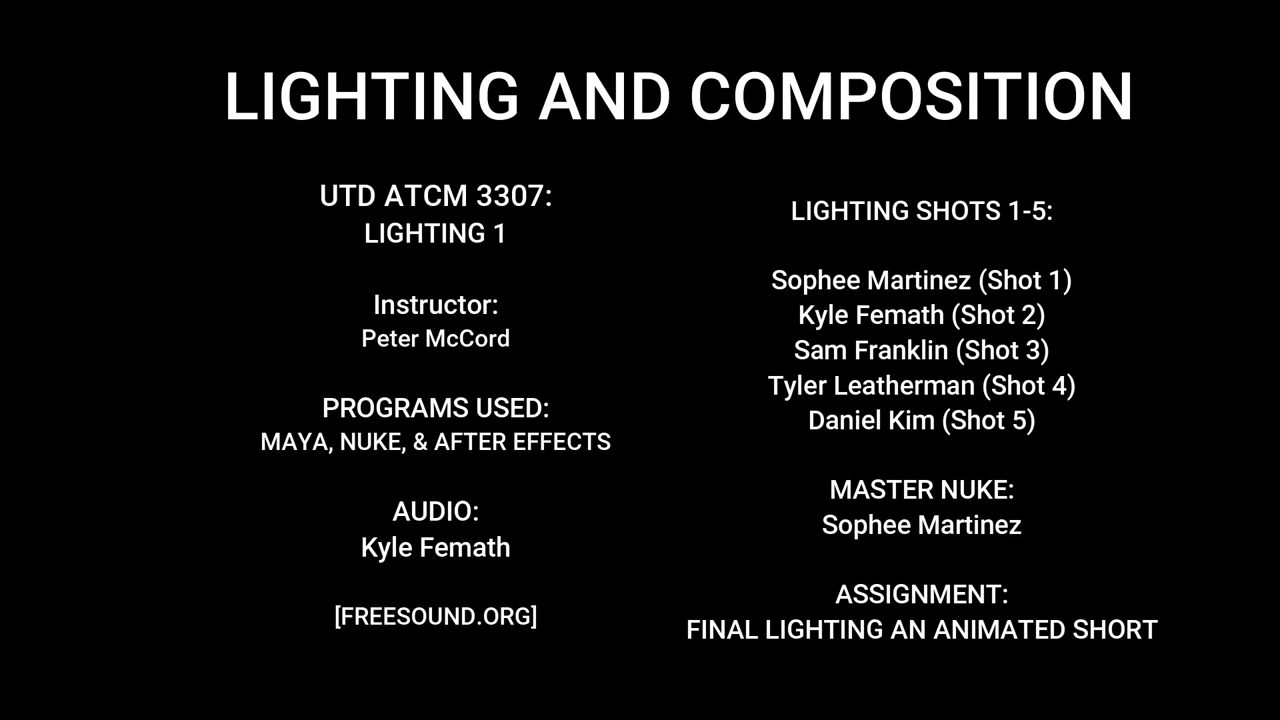 LIGHTING AND COMPOSITION
UTD ATCM 3307:
LIGHTING 1
Instructor:
Peter McCord
PROGRAMS USED:
MAYA, NUKE, & AFTER EFFECTS
AUDIO:
Kyle Femath
[FREESOUND.ORG]
LIGHTING SHOTS 1-5:
Sophee Martinez (Shot 1)
Kyle Femath (Shot 2)
Sam Franklin (Shot 3)
Tyler Leatherman (Shot 4)
Daniel Kim (Shot 5)
MASTER NUKE:
Sophee Martinez
ASSIGNMENT:
FINAL LIGHTING AN ANIMATED SHORT